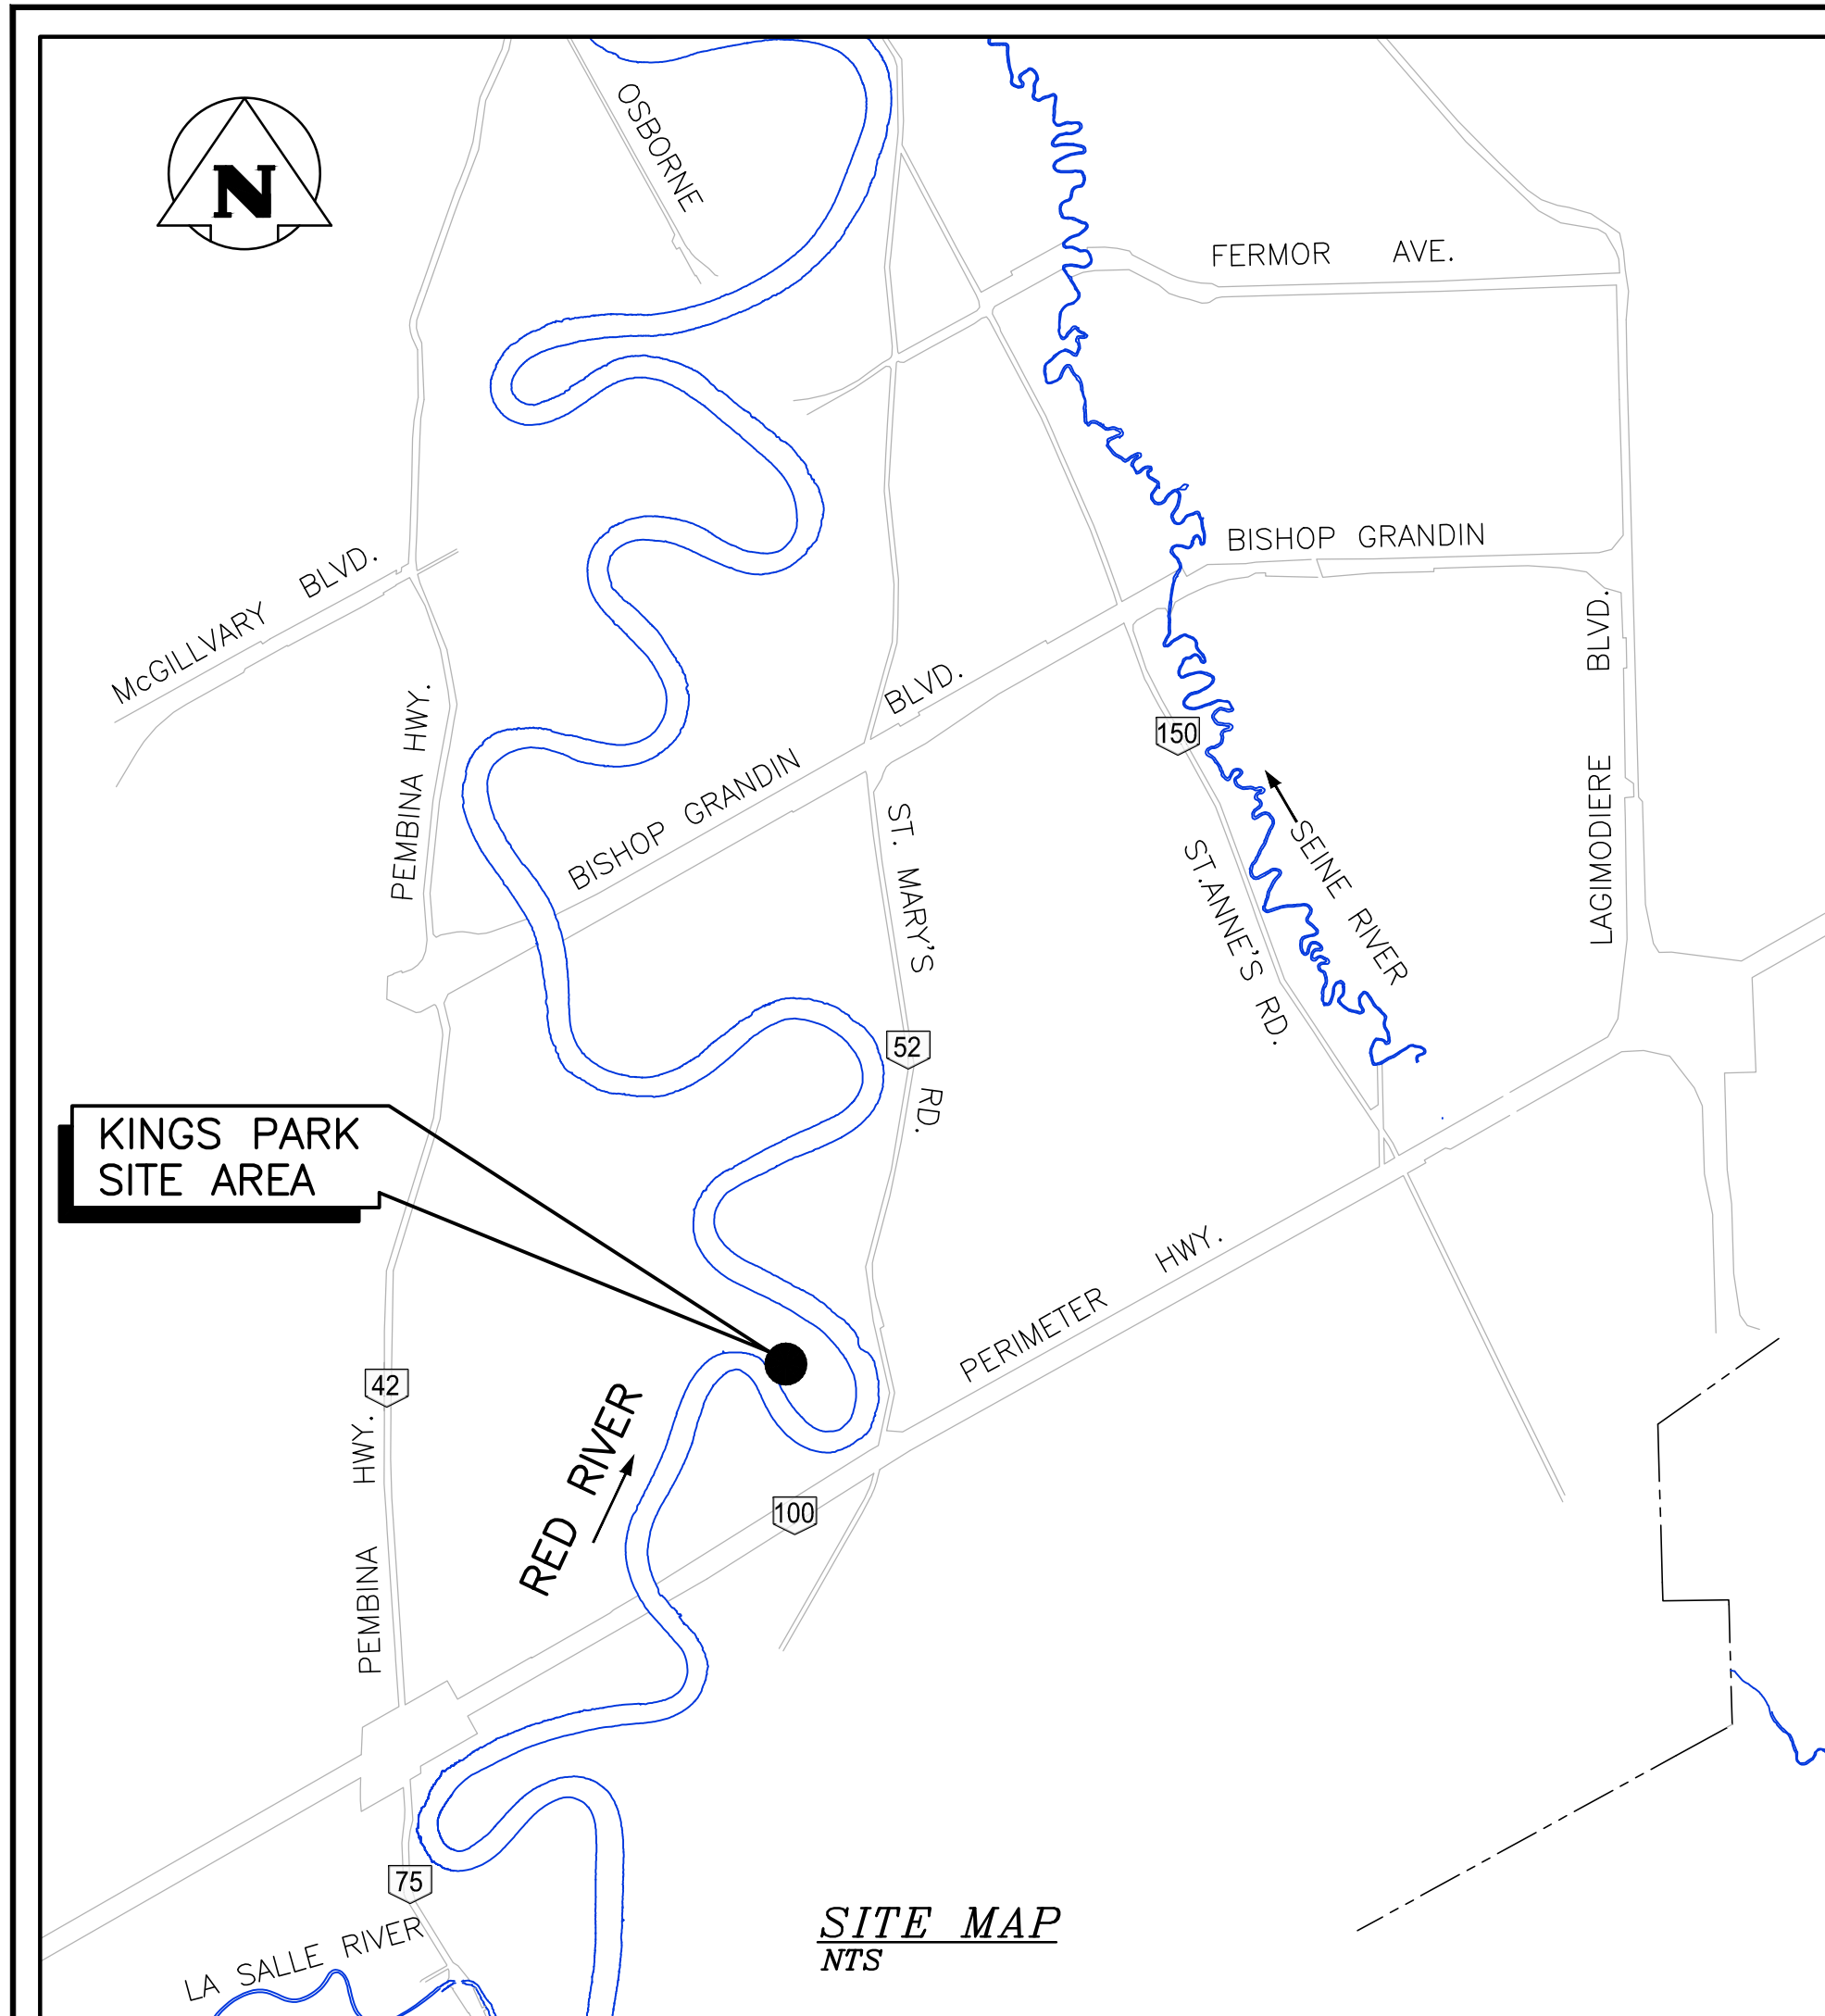 N
OSBORNE
FERMOR AVE.
BISHOP GRANDIN
McGILLVARY BLVD.
PEMBINA HWY.
BISHOP GRANDIN BLVD.
LAGIMODIERE BLVD.
150
SEINE RIVER
ST.ANNE'S RD.
ST. MARY'S RD.
52
KINGS PARK
SITE AREA
PERIMETER HWY.
42
RED RIVER
PEMBINA HWY.
100
75
LA SALLE RIVER
SITE MAP
NTS